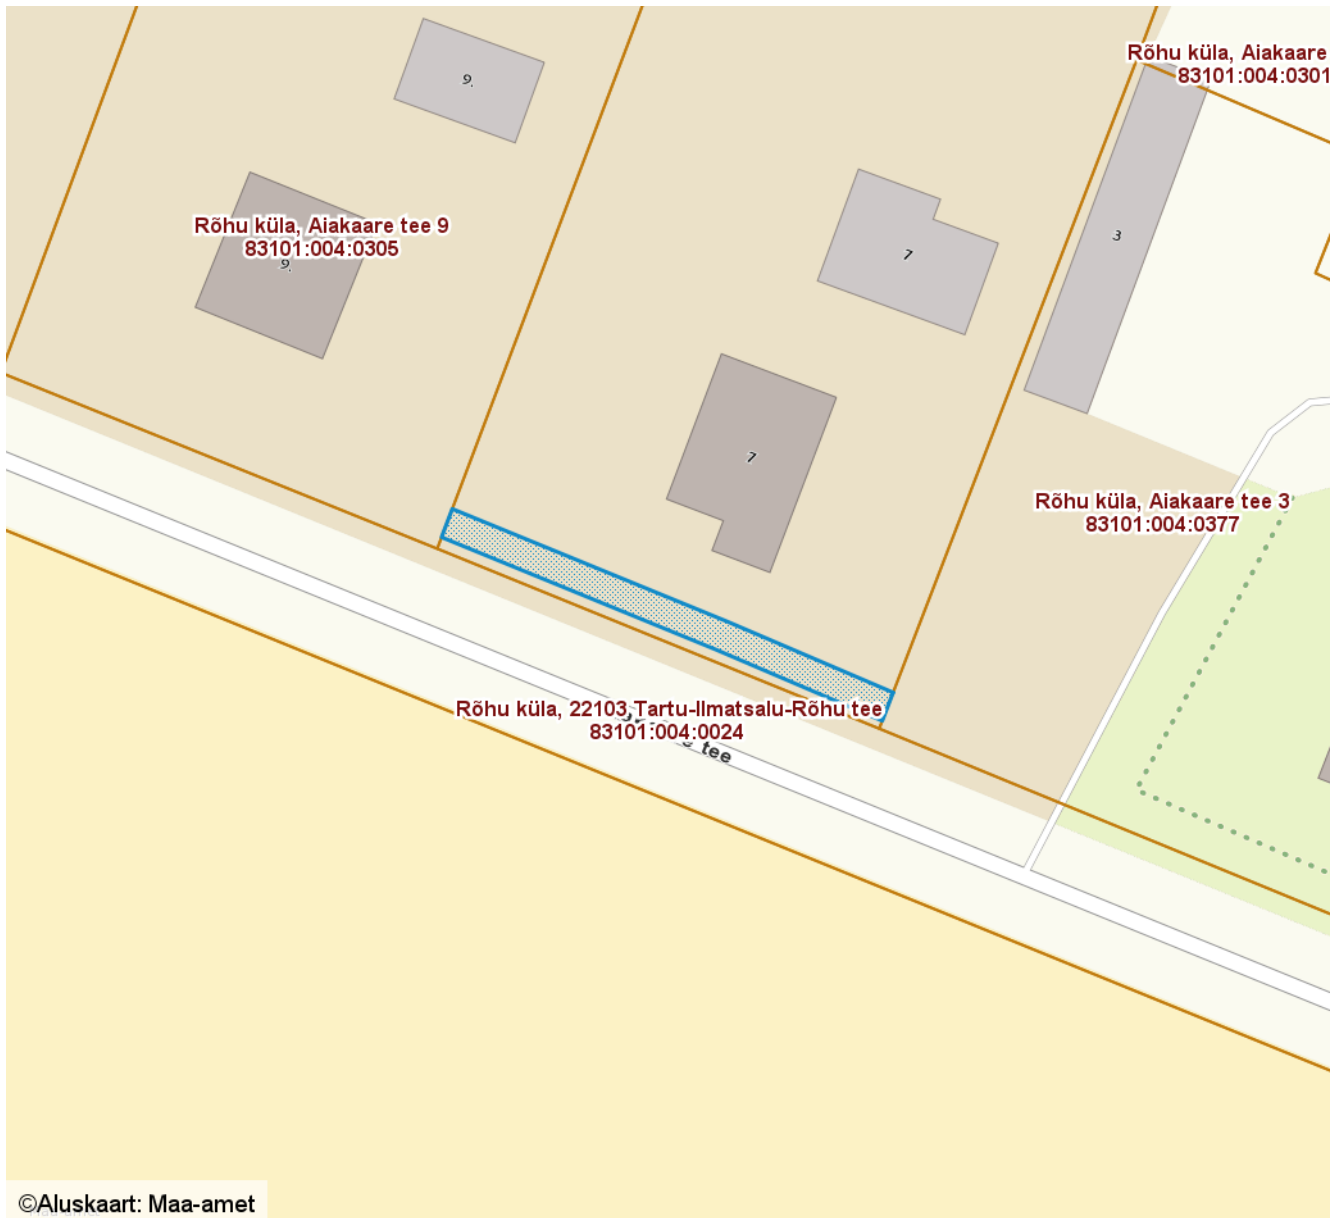 Rõhu küla, Aiakaare
83101:004:0301
9.
Rõhu küla, Aiakaare tee 9
83101:004:0305
9.
7
3
7
Rõhu küla, Aiakaare tee 3
83101:004:0377
Rõhu küla, 22103 Tartu-Ilmatsalu-Rõhu tee
83101:004:0024
tee
©Aluskaart: Maa-amet